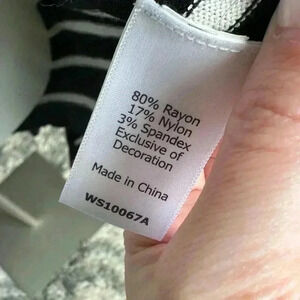 80% Rayon
17% Nylon
3% Spandex
Exclusive of
Decoration
Made in China
WS10067A